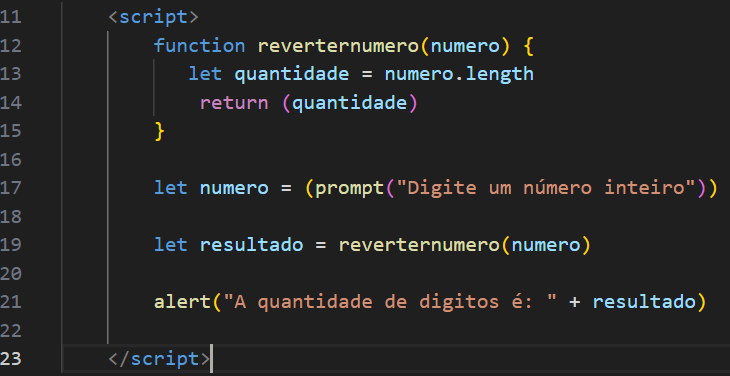 11 <script>
12 function reverternumero(numero) {
13 let quantidade = numero.length
14 return (quantidade)
15 }
16
17 let numero = (prompt("Digite um número inteiro"))
18
19 let resultado = reverternumero(numero)
20
21 alert("A quantidade de digitos é: " + resultado)
22
23 </script>